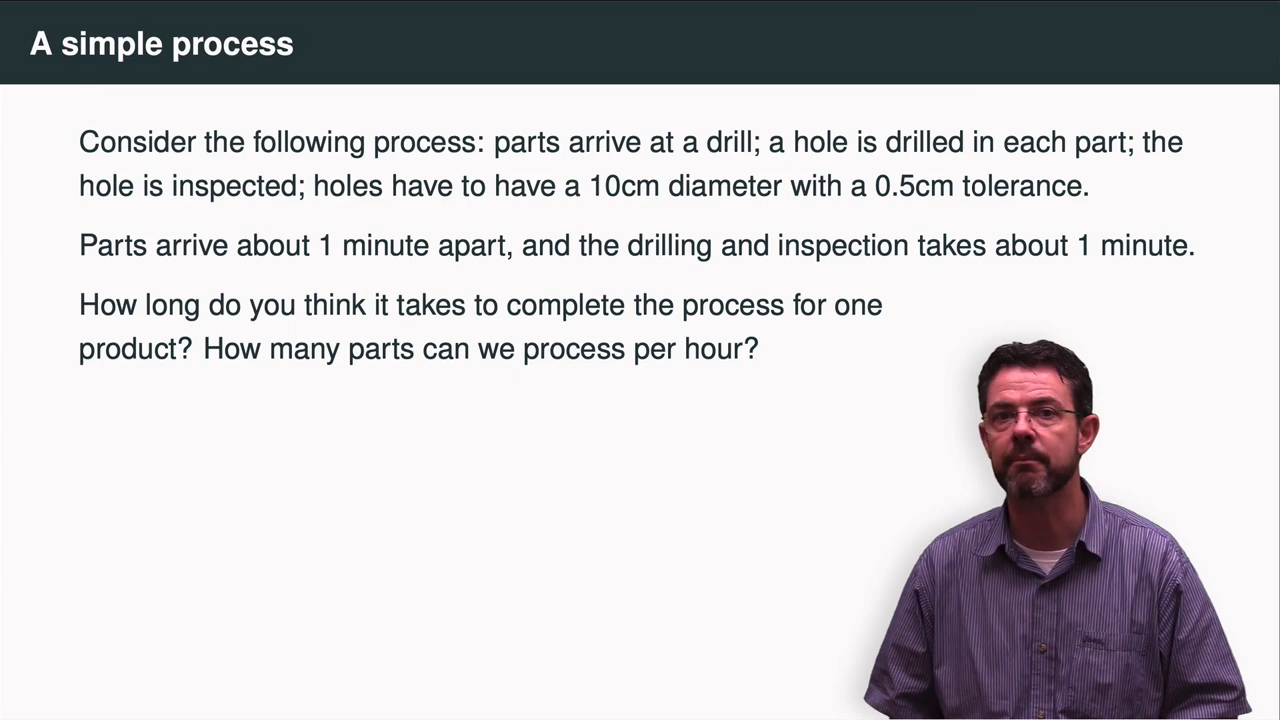 A simple process
Consider the following process: parts arrive at a drill; a hole is drilled in each part; the
hole is inspected; holes have to have a 10cm diameter with a 0.5cm tolerance.
Parts arrive about 1 minute apart, and the drilling and inspection takes about 1 minute.
How long do you think it takes to complete the process for one
product? How many parts can we process per hour?